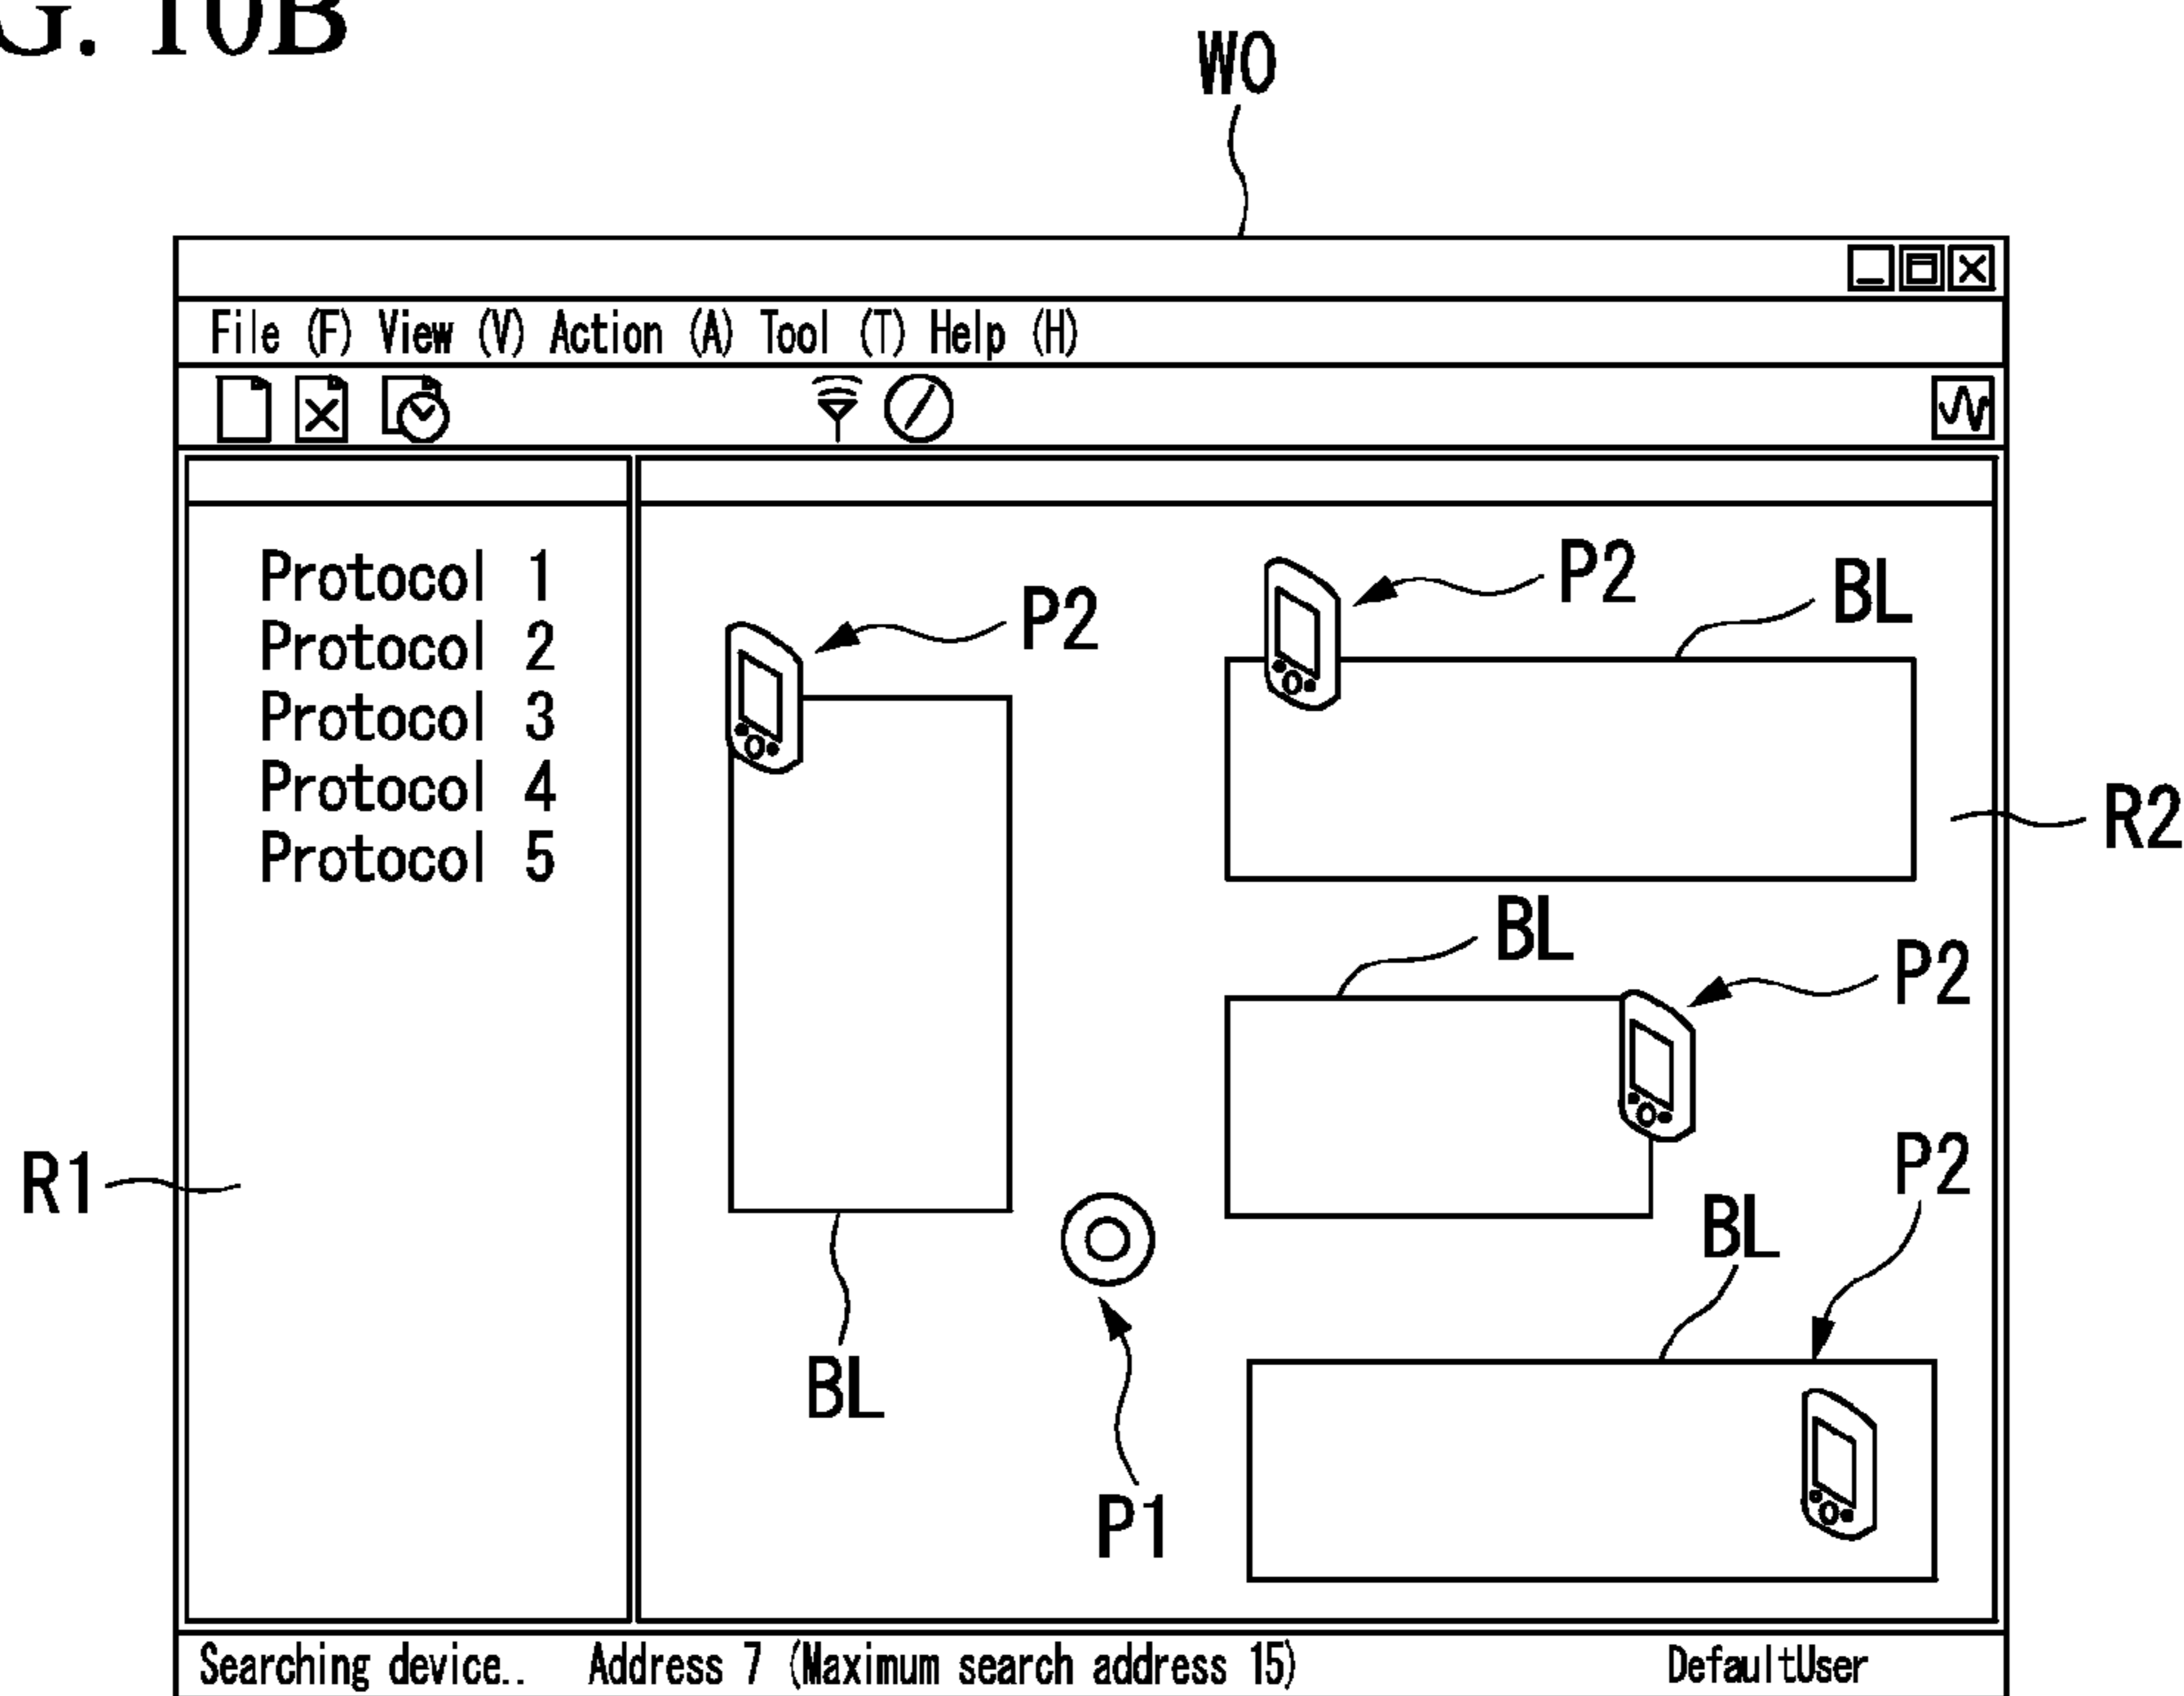 G. 10B
W0
File (F) View (V) Action (A) Tool (T) Help (H)
Protocol 1
Protocol 2
Protocol 3
Protocol 4
Protocol 5
P2
P2
BL
R2
BL
P2
R1
P2
BL
BL
P1
Searching device.. Address 7 (Maximum search address 15) DefaultUser